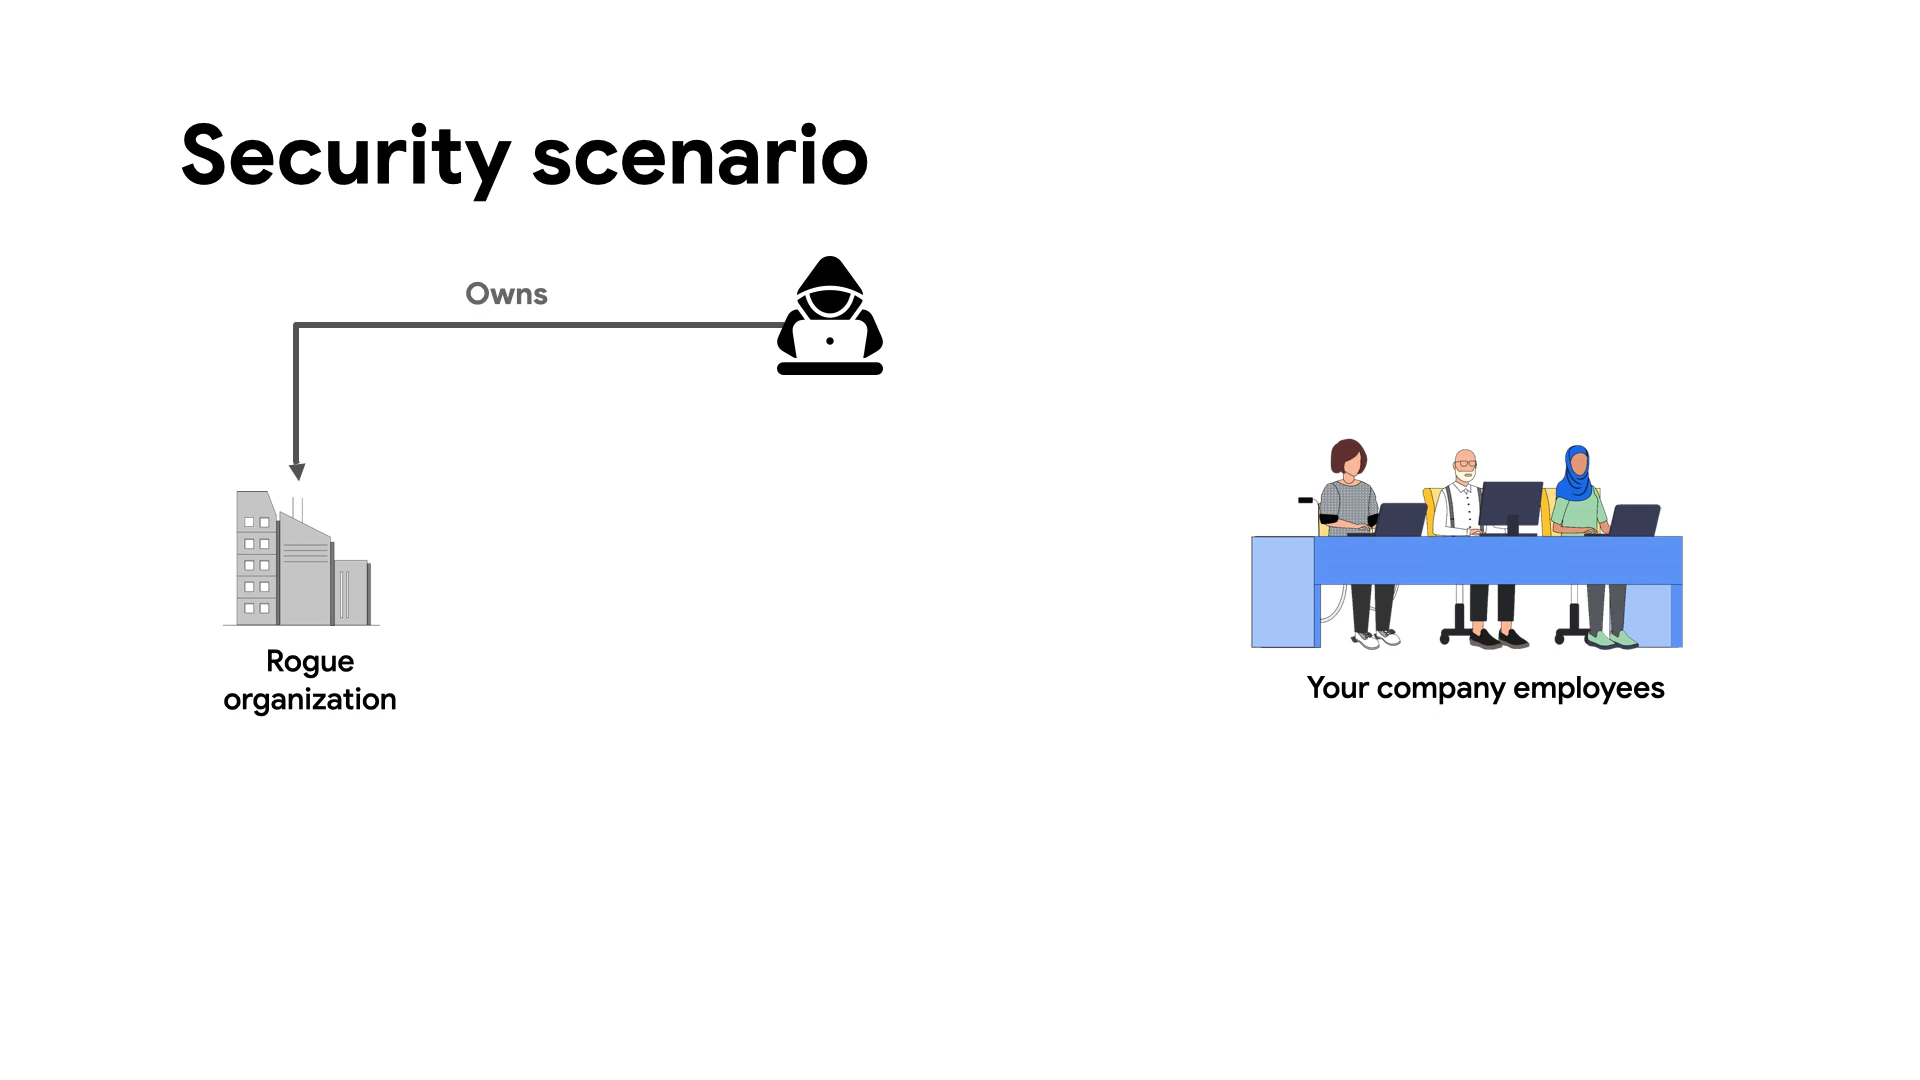 Security scenario
Owns
Rogue
organization
Your company employees